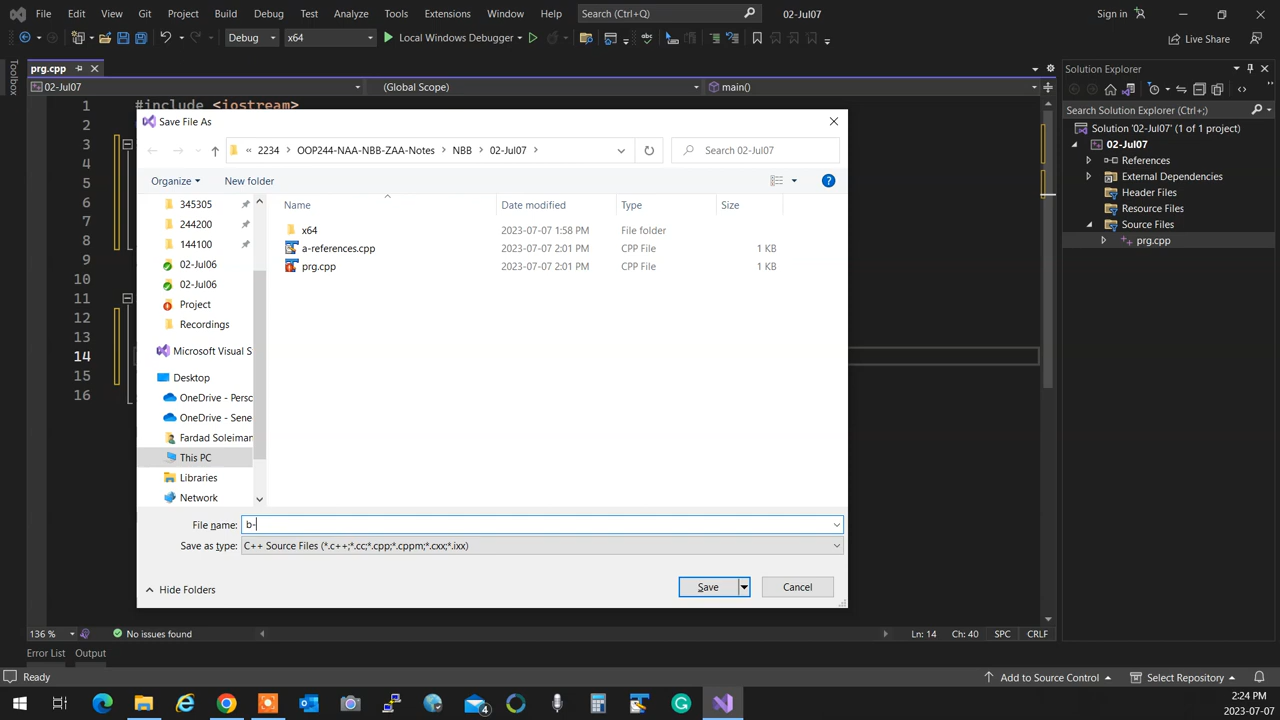 File Edit View Git Project Build Debug Test Analyze Tools Extensions Window Help Search (Ctrl+Q) 02-Jul07 Sign in
Debug x64 Local Windows Debugger Live Share
Toolbox
prg.cpp
02-Jul07 (Global Scope) main()
1 #include <iostream>
2
3
4
5
6
7
8
9
10
11
12
13
14
15
16
Save File As
« 2234 › OOP244-NAA-NBB-ZAA-Notes › NBB › 02-Jul07 › Search 02-Jul07
Organize New folder
345305
244200
144100
02-Jul06
02-Jul06
Project
Recordings
Microsoft Visual S
Desktop
OneDrive - Persc
OneDrive - Sene
Fardad Soleimar
This PC
Libraries
Network
Name Date modified Type Size
x64 2023-07-07 1:58 PM File folder
a-references.cpp 2023-07-07 2:01 PM CPP File 1 KB
prg.cpp 2023-07-07 2:01 PM CPP File 1 KB
File name: b-
Save as type: C++ Source Files (*.c++;*.cc;*.cpp;*.cppm;*.cxx;*.ixx)
Hide Folders Save Cancel
Solution Explorer
Search Solution Explorer (Ctrl+;)
Solution '02-Jul07' (1 of 1 project)
02-Jul07
References
External Dependencies
Header Files
Resource Files
Source Files
prg.cpp
136 % No issues found Ln: 14 Ch: 40 SPC CRLF
Error List Output
Ready Add to Source Control Select Repository
4
2:24 PM
2023-07-07